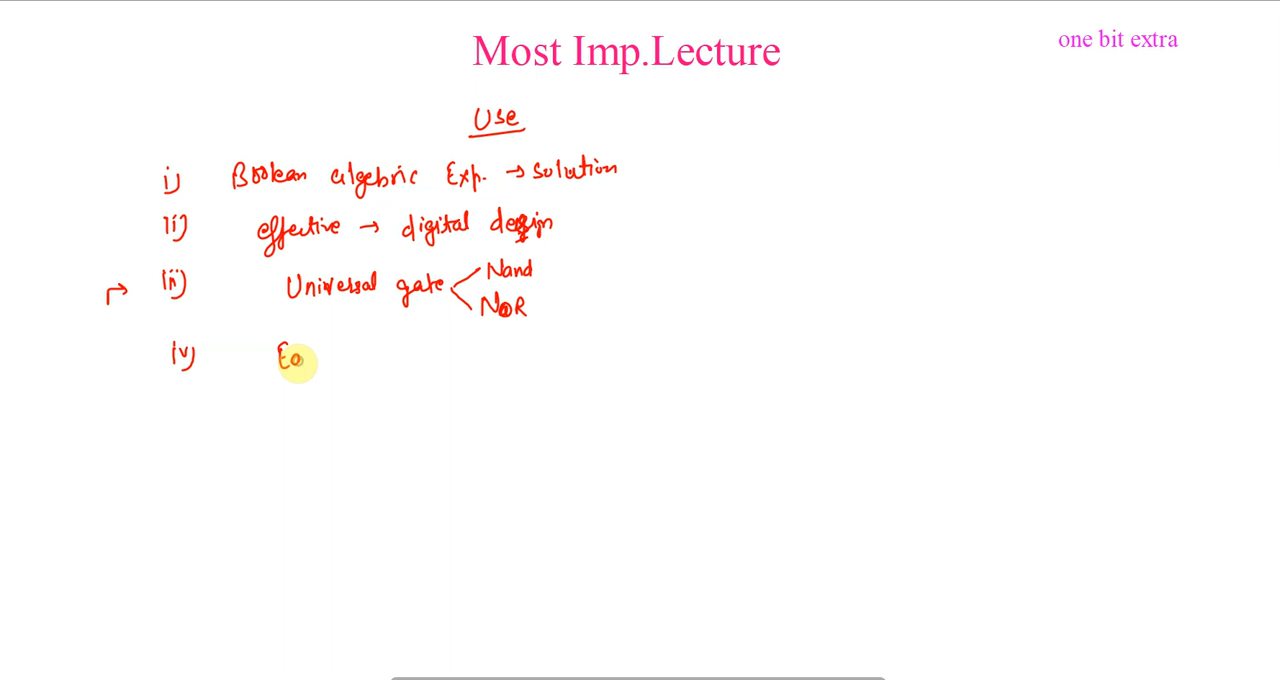 Most Imp.Lecture
one bit extra
Use
i) Boolean algebric Exp. → solution
ii) effective → digital design
iii) Universal gate Nand
NOR
iv) Ea